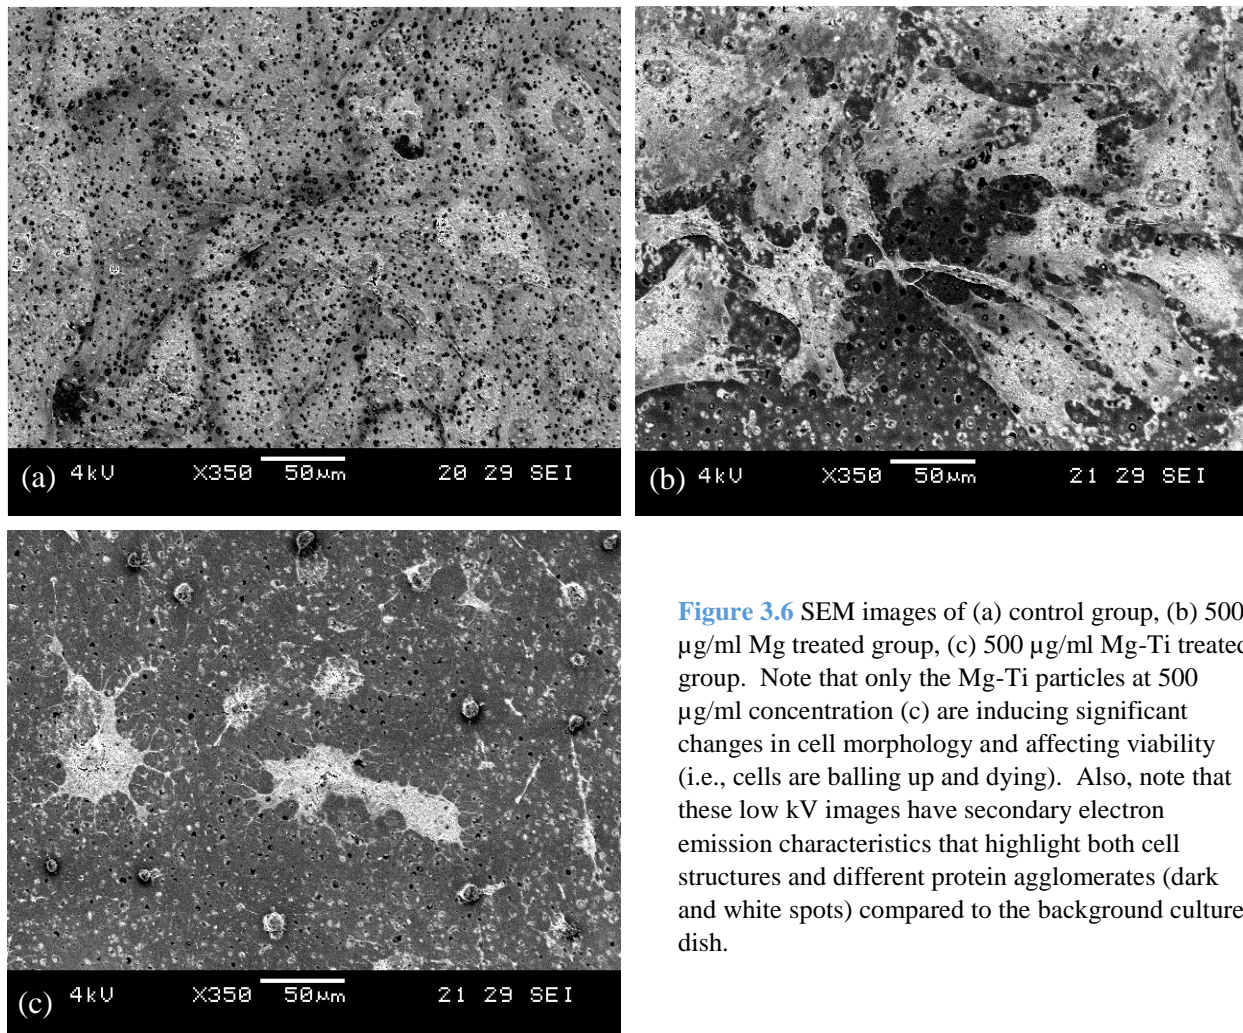 (a) 4kV X350 50μm 20 29 SEI
(b) 4kV X350 50μm 21 29 SEI
(c) 4kV X350 50μm 21 29 SEI
Figure 3.6 SEM images of (a) control group, (b) 500
µg/ml Mg treated group, (c) 500 µg/ml Mg-Ti treated
group. Note that only the Mg-Ti particles at 500
µg/ml concentration (c) are inducing significant
changes in cell morphology and affecting viability
(i.e., cells are balling up and dying). Also, note that
these low kV images have secondary electron
emission characteristics that highlight both cell
structures and different protein agglomerates (dark
and white spots) compared to the background culture
dish.